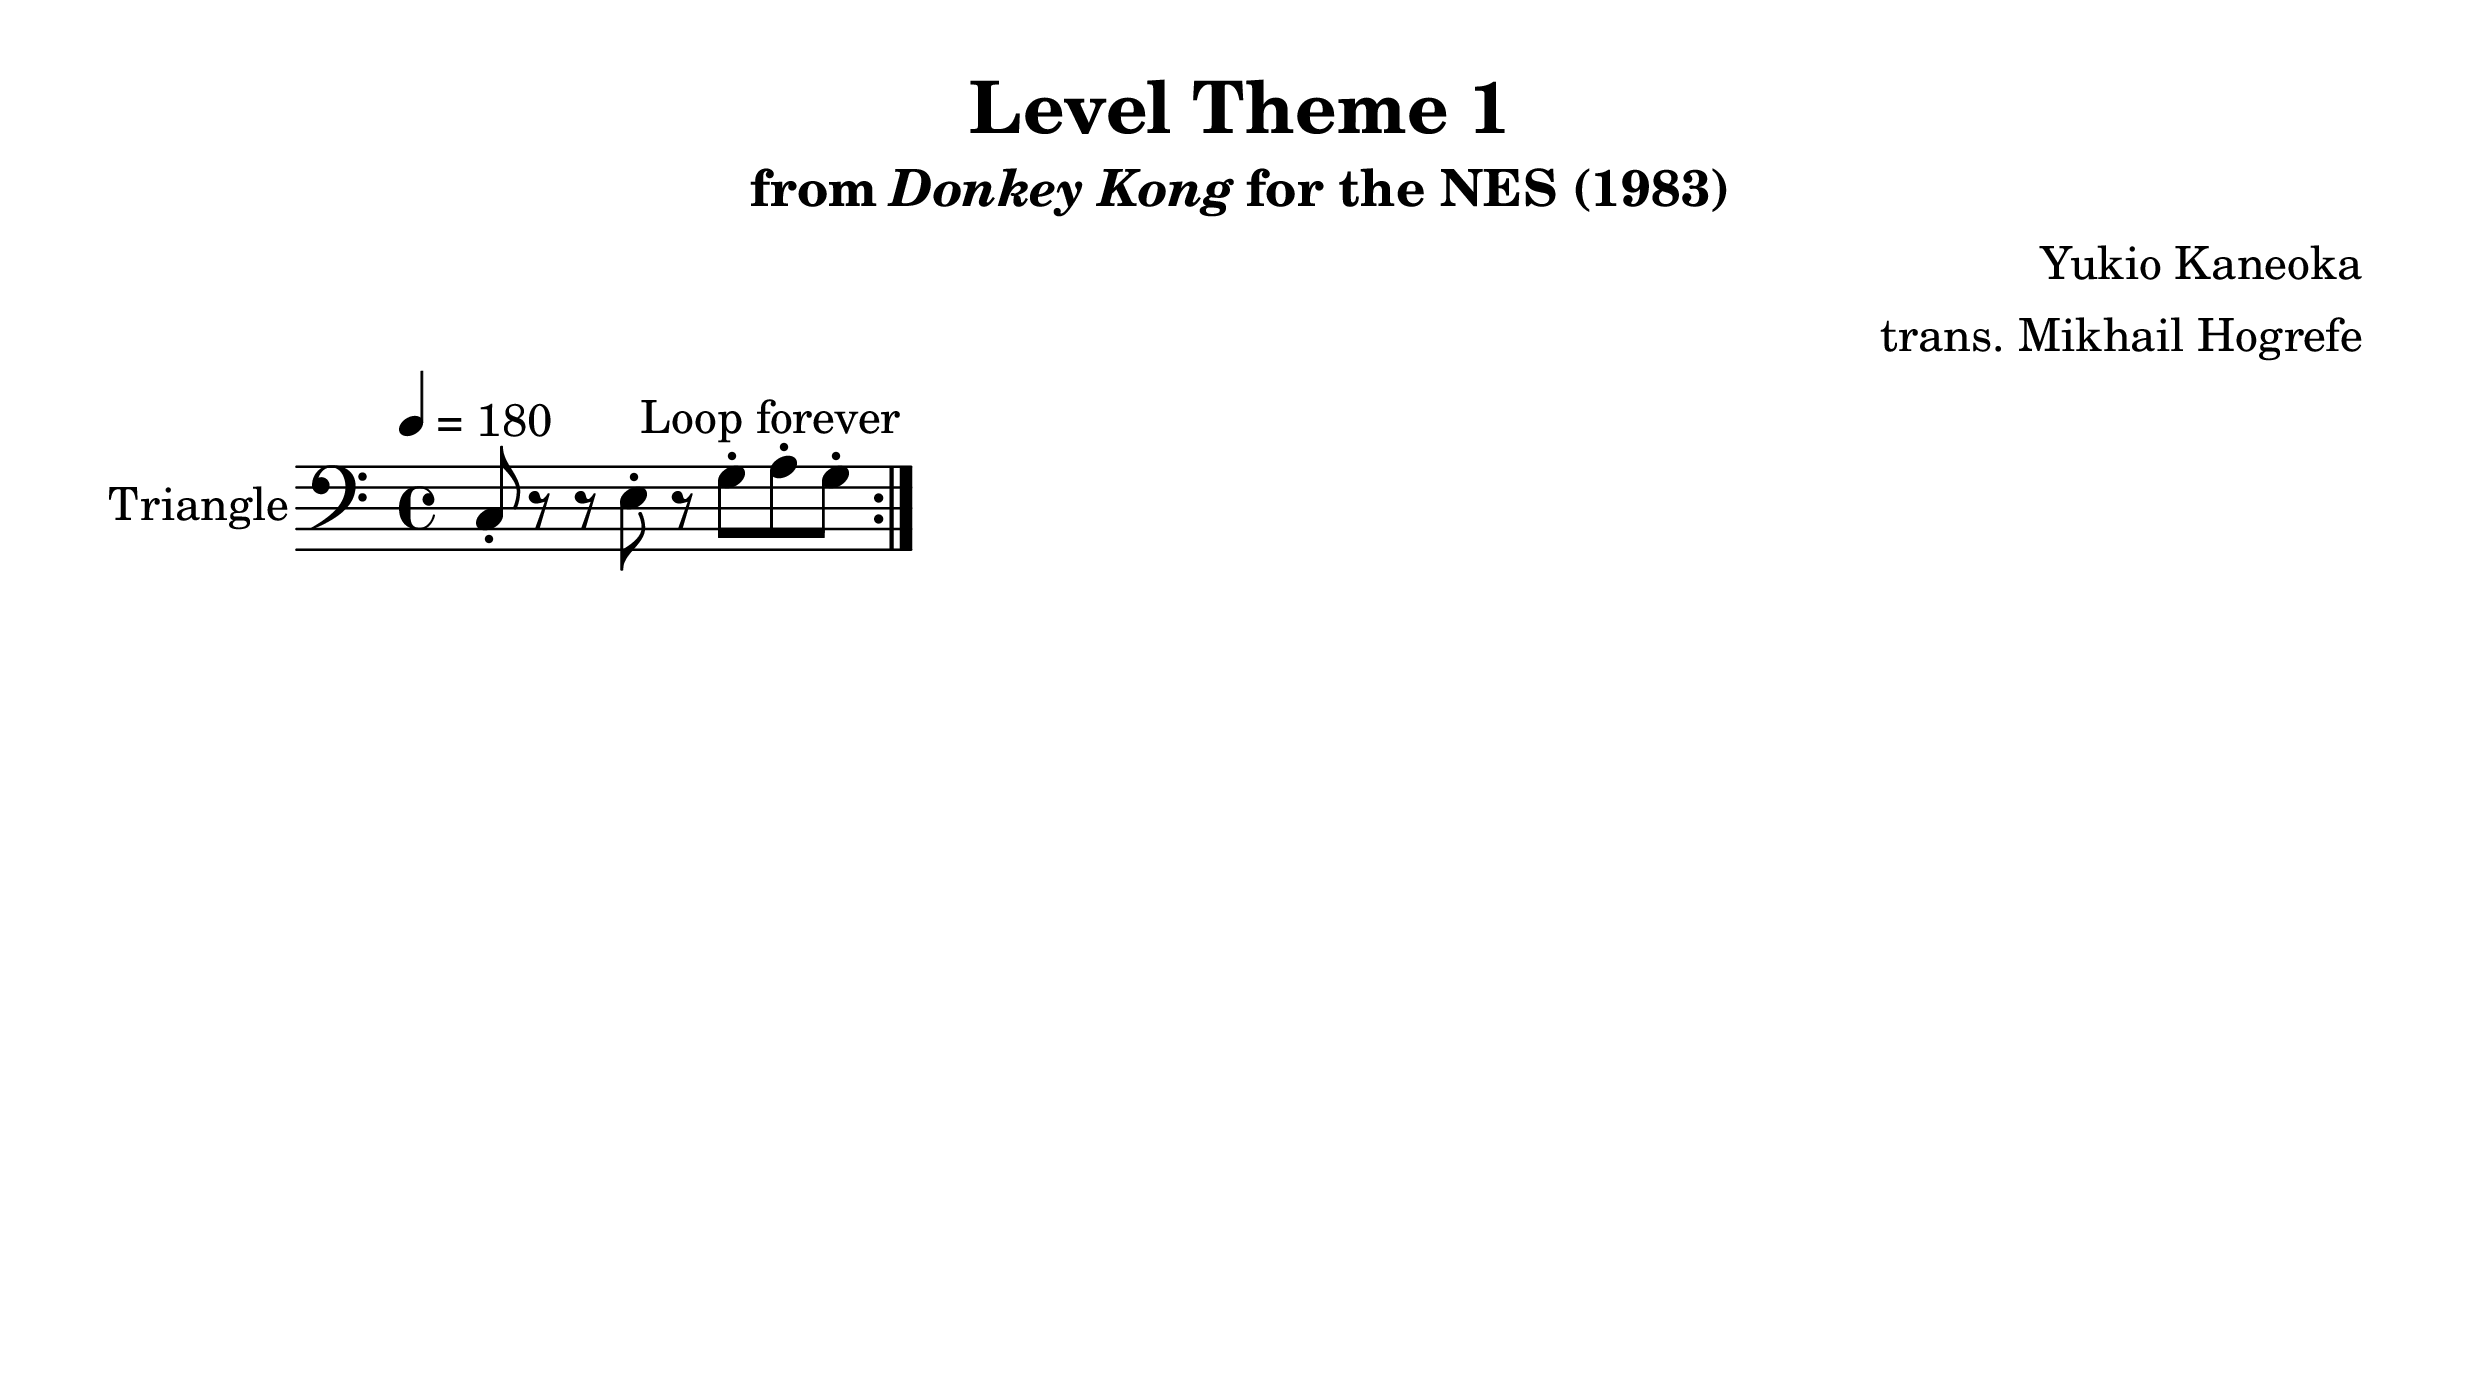 Level Theme 1
from Donkey Kong for the NES (1983)
Yukio Kaneoka
trans. Mikhail Hogrefe
= 180
Loop forever
Triangle